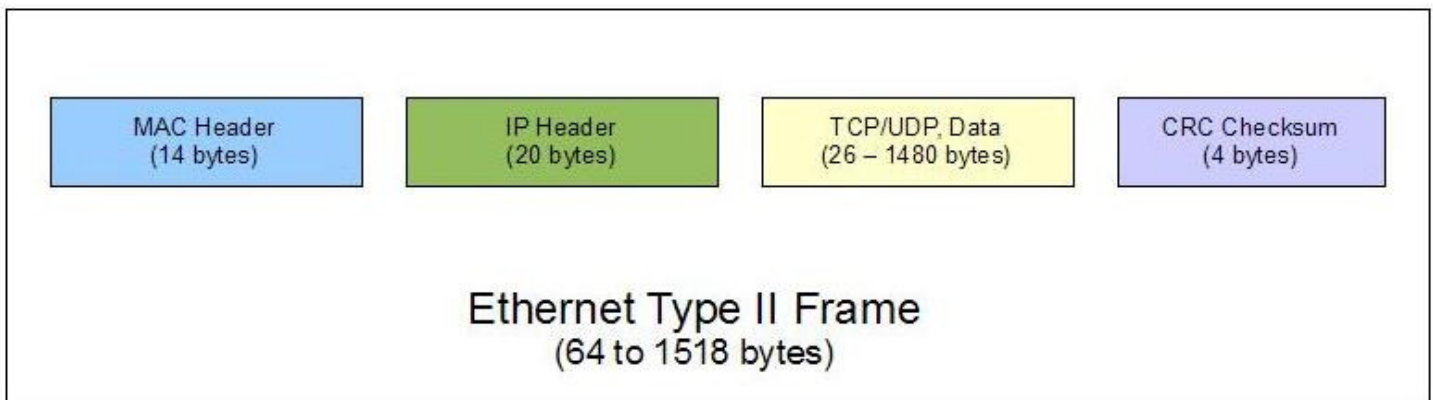 MAC Header
(14 bytes)
IP Header
(20 bytes)
TCP/UDP, Data
(26 – 1480 bytes)
CRC Checksum
(4 bytes)
Ethernet Type II Frame
(64 to 1518 bytes)